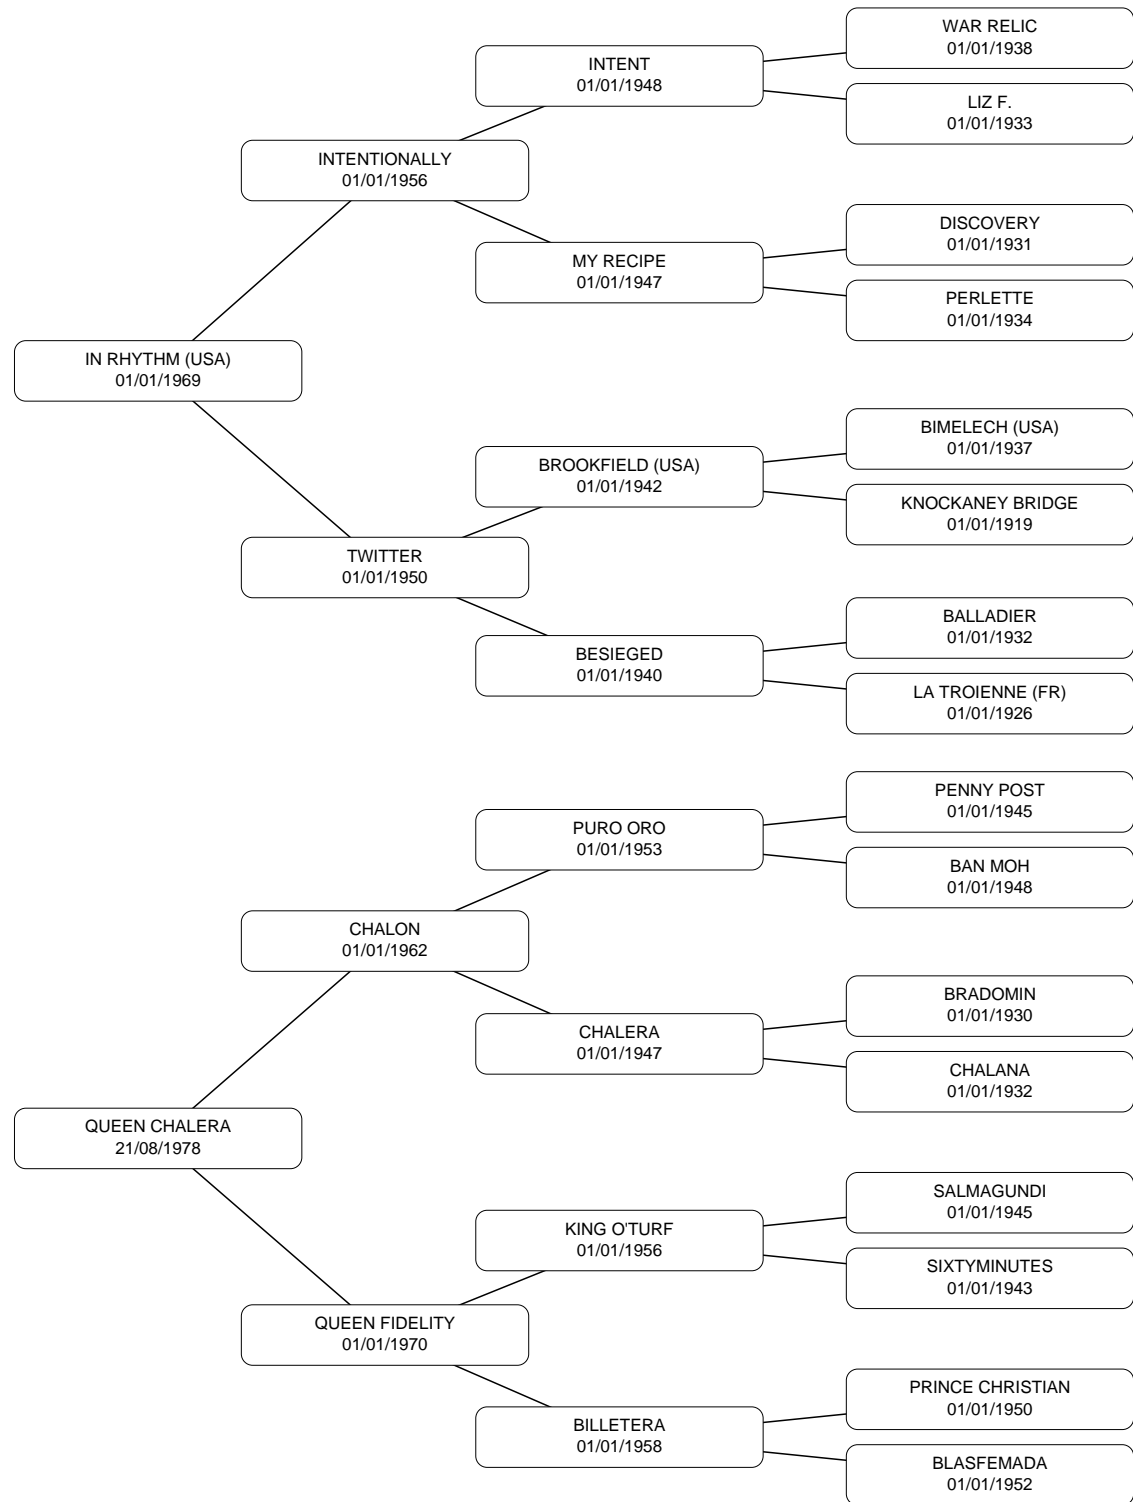 WAR RELIC
01/01/1938
INTENT
01/01/1948
LIZ F.
01/01/1933
INTENTIONALLY
01/01/1956
DISCOVERY
01/01/1931
MY RECIPE
01/01/1947
PERLETTE
01/01/1934
IN RHYTHM (USA)
01/01/1969
BIMELECH (USA)
01/01/1937
BROOKFIELD (USA)
01/01/1942
KNOCKANEY BRIDGE
01/01/1919
TWITTER
01/01/1950
BALLADIER
01/01/1932
BESIEGED
01/01/1940
LA TROIENNE (FR)
01/01/1926
PENNY POST
01/01/1945
PURO ORO
01/01/1953
BAN MOH
01/01/1948
CHALON
01/01/1962
BRADOMIN
01/01/1930
CHALERA
01/01/1947
CHALANA
01/01/1932
QUEEN CHALERA
21/08/1978
SALMAGUNDI
01/01/1945
KING O'TURF
01/01/1956
SIXTYMINUTES
01/01/1943
QUEEN FIDELITY
01/01/1970
PRINCE CHRISTIAN
01/01/1950
BILLETERA
01/01/1958
BLASFEMADA
01/01/1952